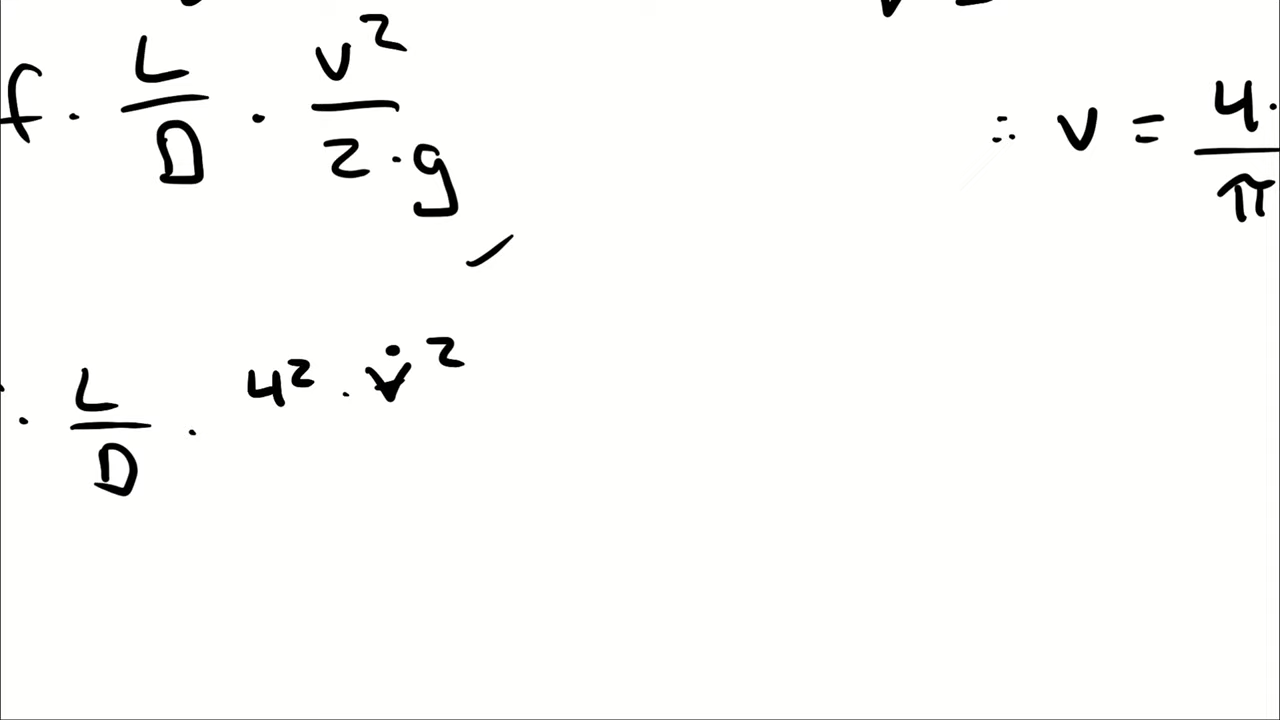 f · L/D · v²/(2 · g)
∴ v = 4 · / π
· L/D · 4² · V̇²